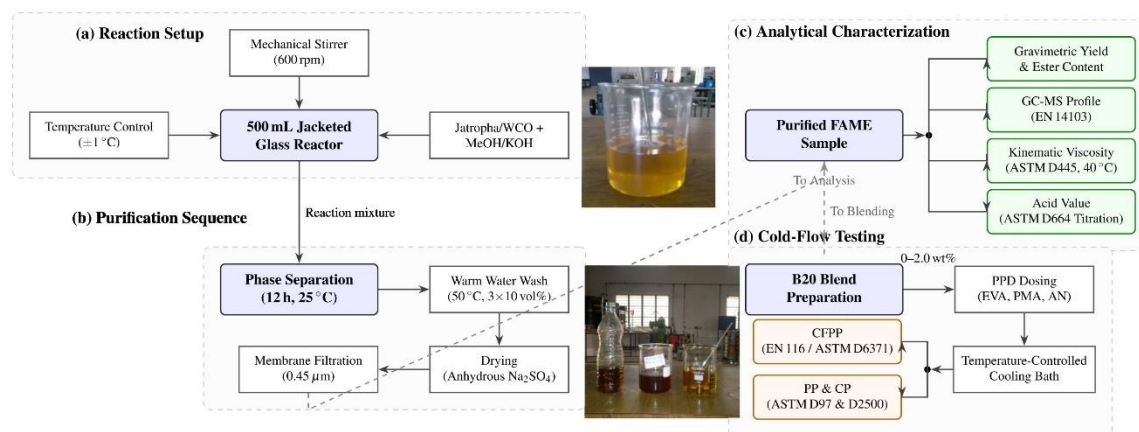 (a) Reaction Setup
Mechanical Stirrer
(600 rpm)
Temperature Control
(±1 °C)
500 mL Jacketed
Glass Reactor
Jatropha/WCO +
MeOH/KOH
Reaction mixture
(b) Purification Sequence
Phase Separation
(12 h, 25 °C)
Warm Water Wash
(50 °C, 3×10 vol%)
Membrane Filtration
(0.45 μm)
Drying
(Anhydrous Na₂SO₄)
(c) Analytical Characterization
Purified FAME
Sample
Gravimetric Yield
& Ester Content
GC-MS Profile
(EN 14103)
Kinematic Viscosity
(ASTM D445, 40 °C)
Acid Value
(ASTM D664 Titration)
To Analysis
To Blending
(d) Cold-Flow Testing
B20 Blend
Preparation
0–2.0 wt%
PPD Dosing
(EVA, PMA, AN)
CFPP
(EN 116 / ASTM D6371)
Temperature-Controlled
Cooling Bath
PP & CP
(ASTM D97 & D2500)